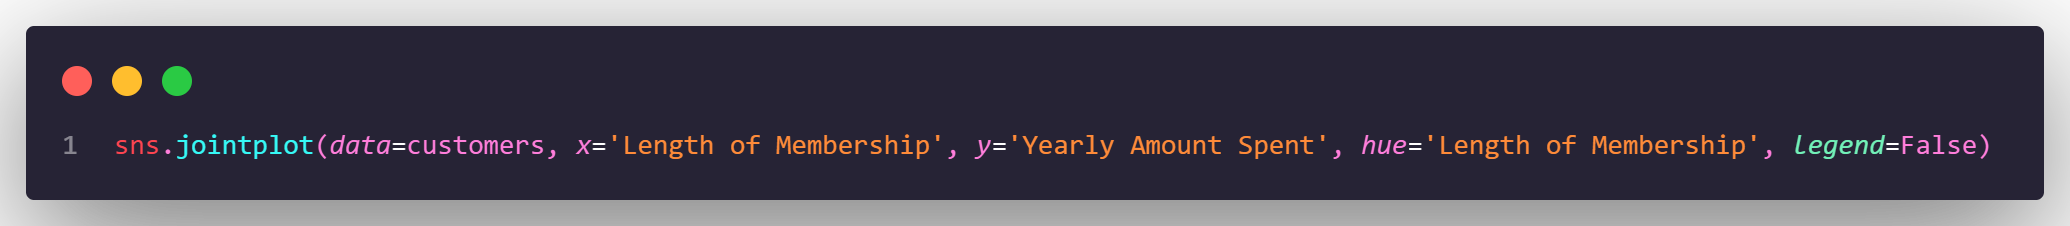 1 sns.jointplot(data=customers, x='Length of Membership', y='Yearly Amount Spent', hue='Length of Membership', legend=False)